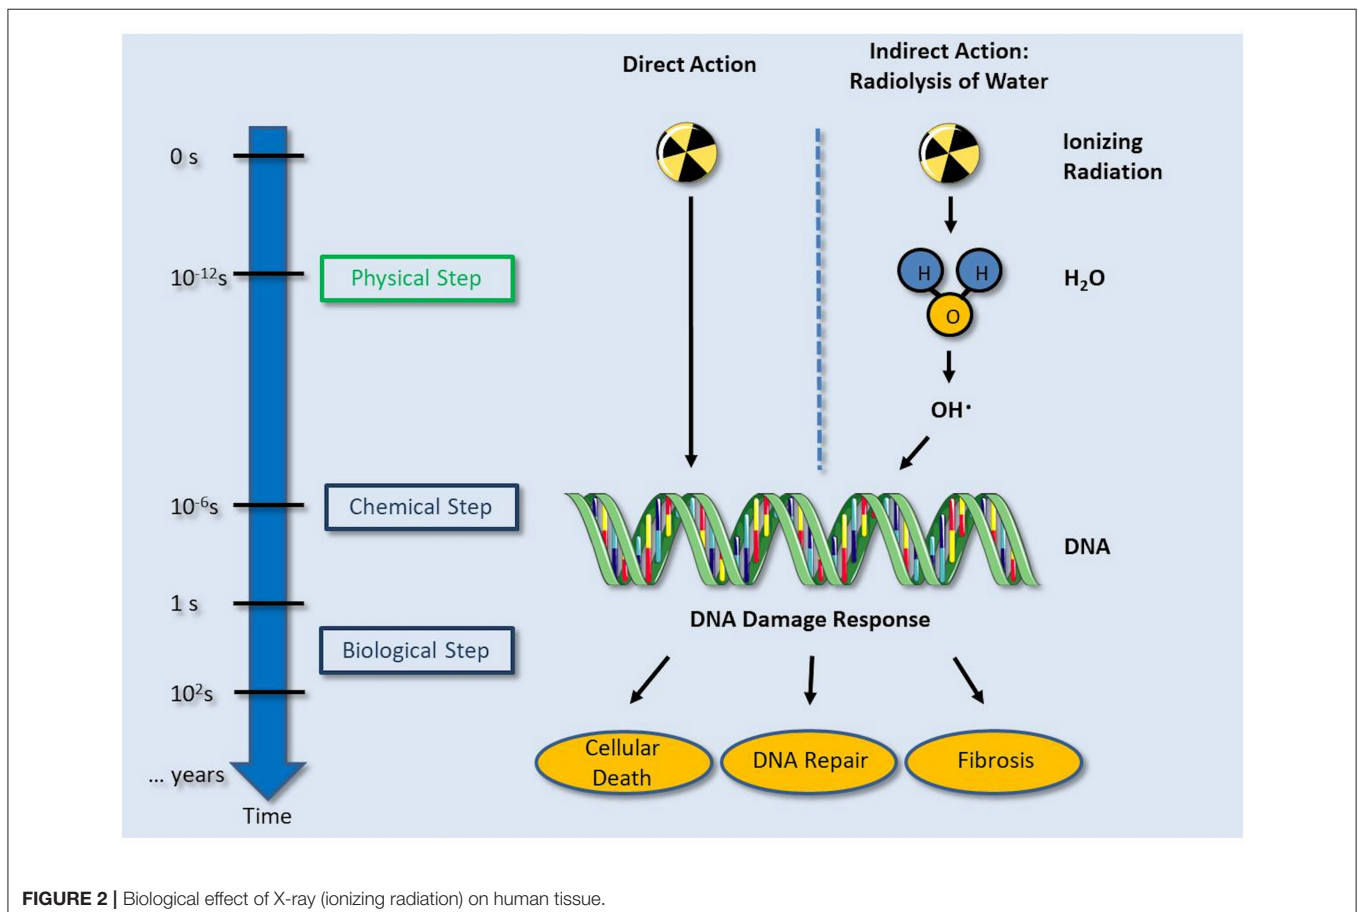 Direct Action
Indirect Action:
Radiolysis of Water
0 s
Ionizing
Radiation
10⁻¹²s
Physical Step
H
H
O
H₂O
OH•
10⁻⁶s
Chemical Step
DNA
1 s
DNA Damage Response
Biological Step
10²s
Cellular
Death
DNA Repair
Fibrosis
... years
Time
FIGURE 2 | Biological effect of X-ray (ionizing radiation) on human tissue.